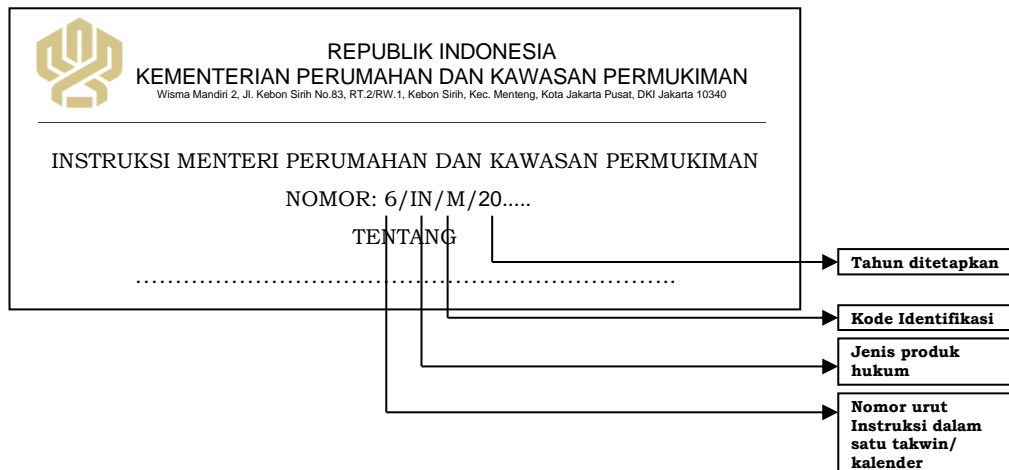 REPUBLIK INDONESIA
KEMENTERIAN PERUMAHAN DAN KAWASAN PERMUKIMAN
Wisma Mandiri 2, Jl. Kebon Sirih No.83, RT.2/RW.1, Kebon Sirih, Kec. Menteng, Kota Jakarta Pusat, DKI Jakarta 10340
INSTRUKSI MENTERI PERUMAHAN DAN KAWASAN PERMUKIMAN
NOMOR: 6/IN/M/20.....
TENTANG
...................................................................
Tahun ditetapkan
Kode Identifikasi
Jenis produk
hukum
Nomor urut
Instruksi dalam
satu takwin/
kalender